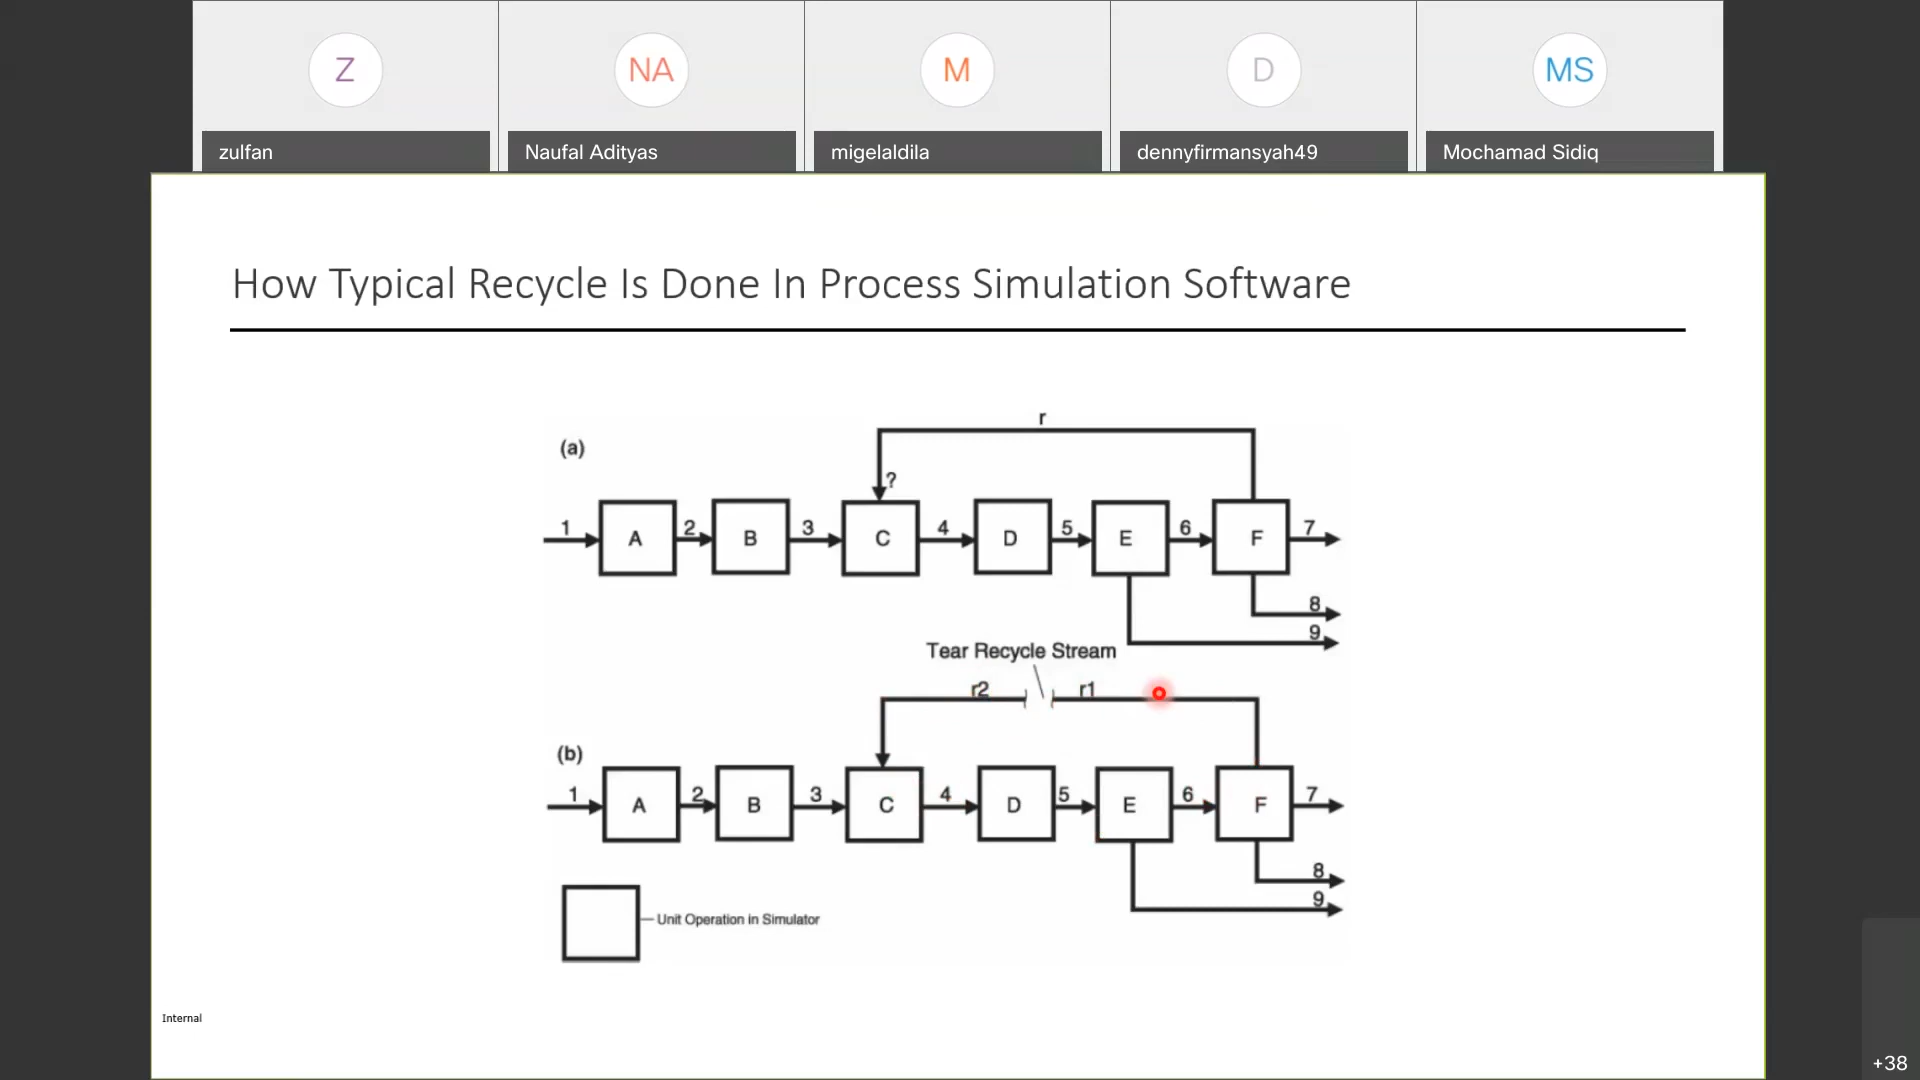 Z
NA
M
D
MS
zulfan
Naufal Adityas
migelaldila
dennyfirmansyah49
Mochamad Sidiq
How Typical Recycle Is Done In Process Simulation Software
r
(a)
?
1
2
3
4
5
6
7
A
B
C
D
E
F
8
9
Tear Recycle Stream
r2
r1
(b)
1
2
3
4
5
6
7
A
B
C
D
E
F
8
9
Unit Operation in Simulator
Internal
+38